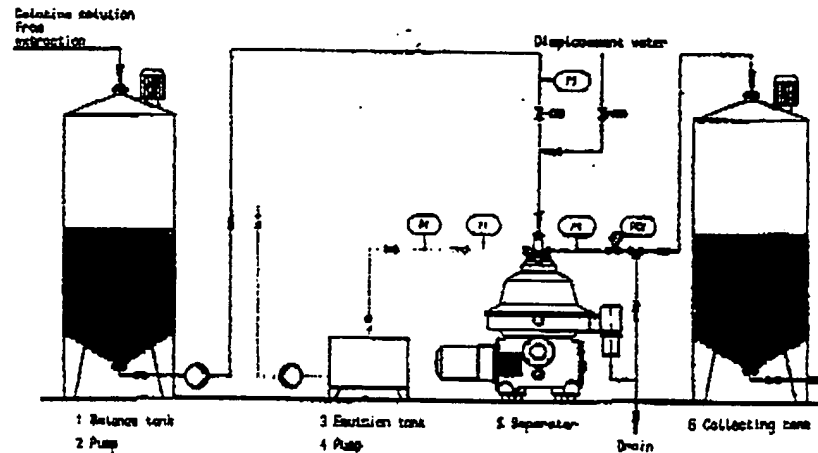 Gelatine solution
from
extraction
Displacement water
1 Balance tank
2 Pump
3 Emulsion tank
4 Pump
5 Separator
Drain
6 Collecting tank